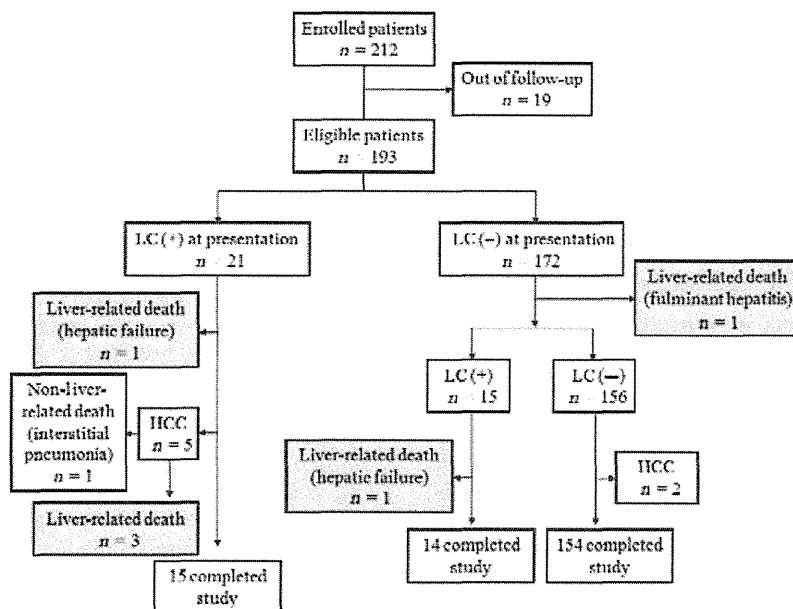 Enrolled patients
n = 212
Out of follow-up
n = 19
Eligible patients
n = 193
LC (+) at presentation
n = 21
LC (−) at presentation
n = 172
Liver-related death
(fulminant hepatitis)
n = 1
Liver-related death
(hepatic failure)
n = 1
LC (+)
n = 15
LC (−)
n = 156
Non-liver-
related death
(interstitial
pneumonia)
n = 1
HCC
n = 5
Liver-related death
(hepatic failure)
n = 1
HCC
n = 2
Liver-related death
n = 3
14 completed
study
154 completed
study
15 completed
study